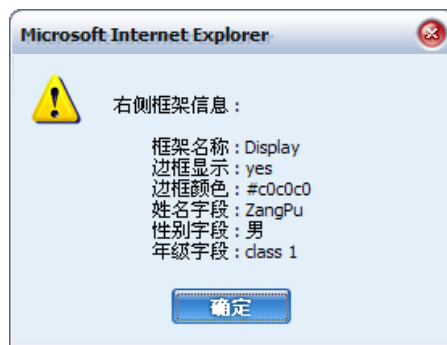 Microsoft Internet Explorer
右侧框架信息：
框架名称：Display
边框显示：yes
边框颜色：#c0c0c0
姓名字段：ZangPu
性别字段：男
年级字段：class 1
确定